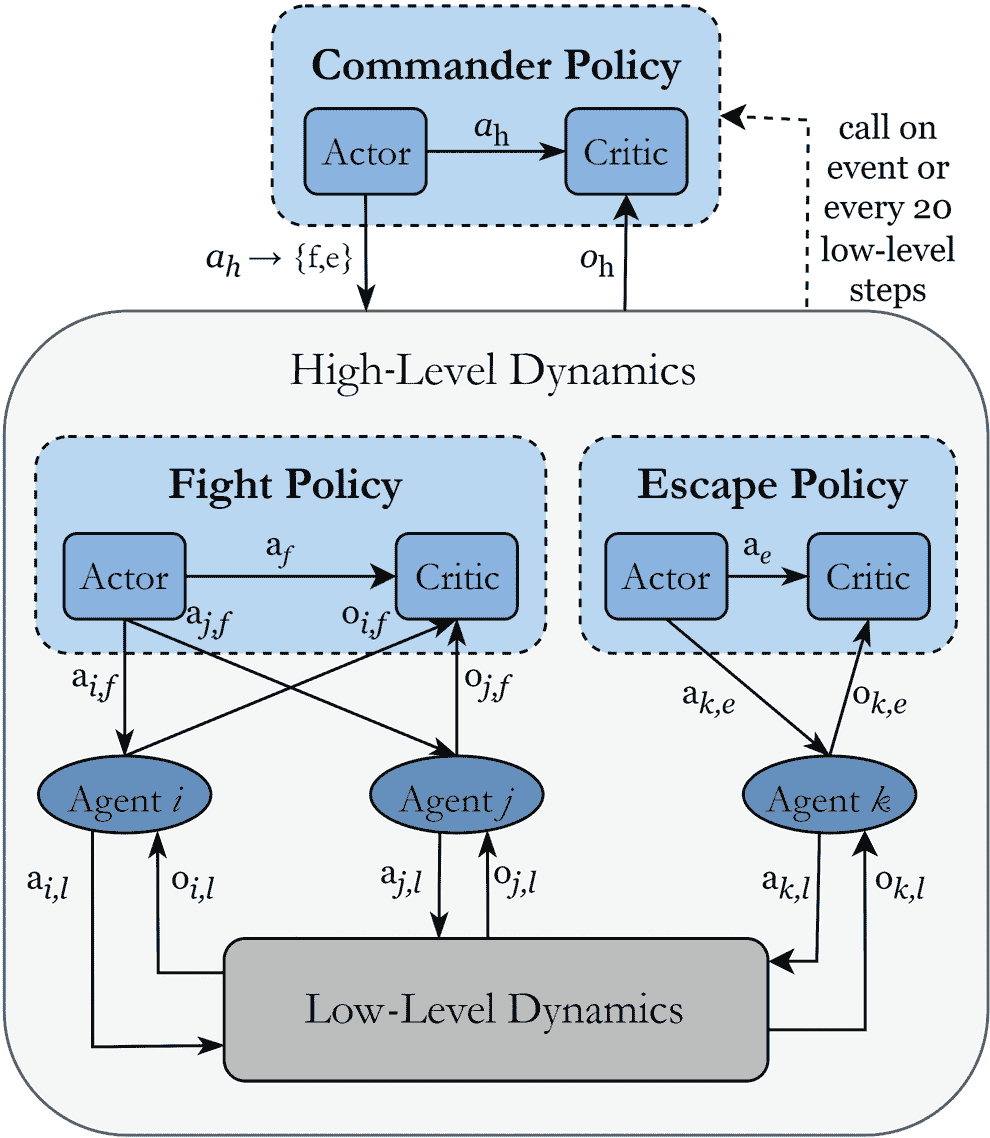 Commander Policy
Actor
a_h
Critic
call on
event or
every 20
low-level
steps
a_h → {f,e}
o_h
High-Level Dynamics
Fight Policy
Escape Policy
Actor
a_f
Critic
Actor
a_e
Critic
a_j,f
o_i,f
a_i,f
o_j,f
a_k,e
o_k,e
Agent i
Agent j
Agent k
a_i,l
o_i,l
a_j,l
o_j,l
a_k,l
o_k,l
Low-Level Dynamics